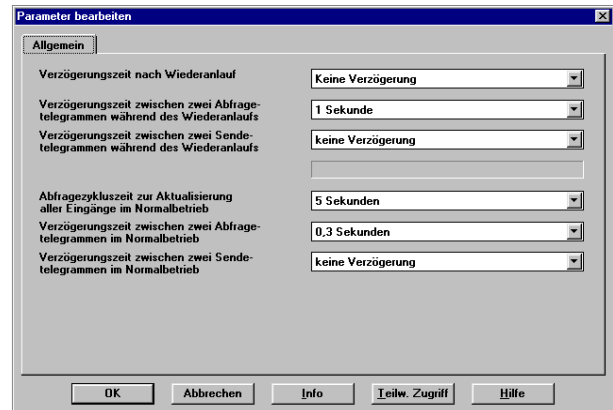 Parameter bearbeiten
Allgemein
Verzögerungszeit nach Wiederanlauf
Keine Verzögerung
Verzögerungszeit zwischen zwei Abfrage-
telegrammen während des Wiederanlaufs
1 Sekunde
Verzögerungszeit zwischen zwei Sende-
telegrammen während des Wiederanlaufs
keine Verzögerung
Abfragezykluszeit zur Aktualisierung
aller Eingänge im Normalbetrieb
5 Sekunden
Verzögerungszeit zwischen zwei Abfrage-
telegrammen im Normalbetrieb
0,3 Sekunden
Verzögerungszeit zwischen zwei Sende-
telegrammen im Normalbetrieb
keine Verzögerung
OK Abbrechen Info Teilw. Zugriff Hilfe